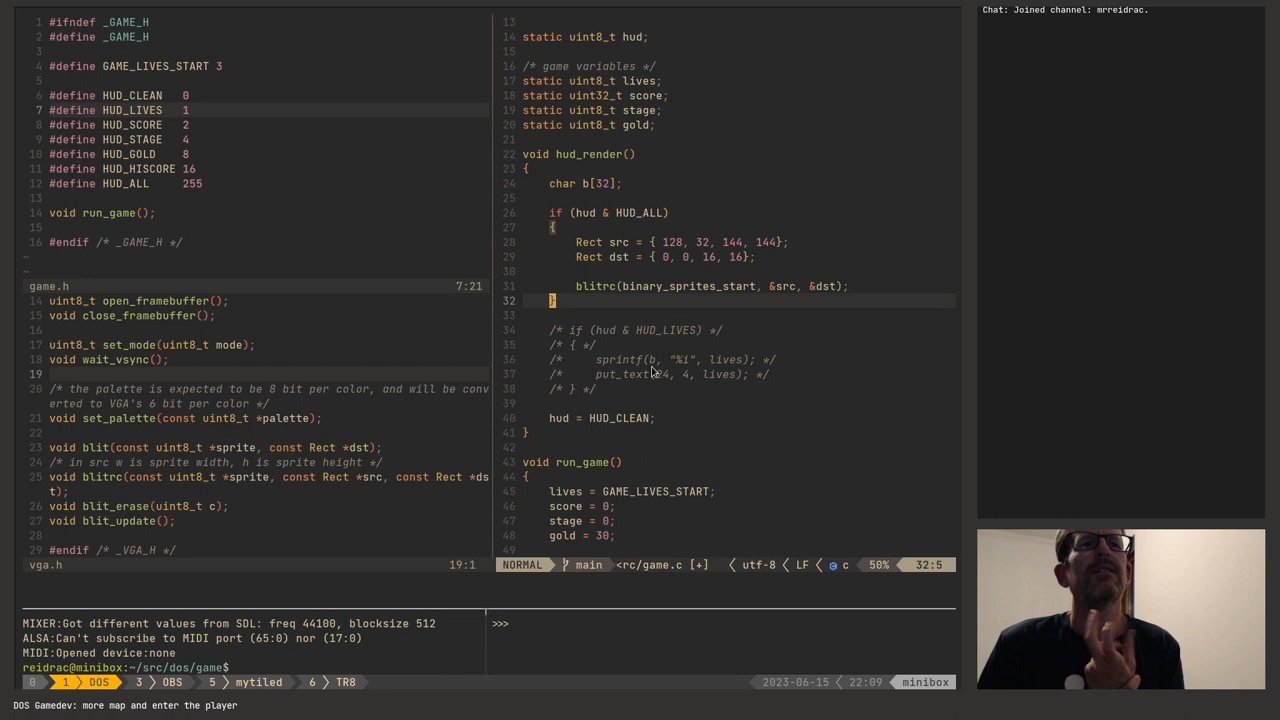 1 #ifndef _GAME_H
2 #define _GAME_H
3
4 #define GAME_LIVES_START 3
5
6 #define HUD_CLEAN   0
7 #define HUD_LIVES   1
8 #define HUD_SCORE   2
9 #define HUD_STAGE   4
10 #define HUD_GOLD    8
11 #define HUD_HISCORE 16
12 #define HUD_ALL     255
13
14 void run_game();
15
16 #endif /* _GAME_H */
~
~
game.h 7:21
14 uint8_t open_framebuffer();
15 void close_framebuffer();
16
17 uint8_t set_mode(uint8_t mode);
18 void wait_vsync();
19
20 /* the palette is expected to be 8 bit per color, and will be conv
erted to VGA's 6 bit per color */
21 void set_palette(const uint8_t *palette);
22
23 void blit(const uint8_t *sprite, const Rect *dst);
24 /* in src w is sprite width, h is sprite height */
25 void blitrc(const uint8_t *sprite, const Rect *src, const Rect *ds
t);
26 void blit_erase(uint8_t c);
27 void blit_update();
28
29 #endif /* _VGA_H */
vga.h 19:1
13
14 static uint8_t hud;
15
16 /* game variables */
17 static uint8_t lives;
18 static uint32_t score;
19 static uint8_t stage;
20 static uint8_t gold;
21
22 void hud_render()
23 {
24     char b[32];
25
26     if (hud & HUD_ALL)
27     {
28         Rect src = { 128, 32, 144, 144};
29         Rect dst = { 0, 0, 16, 16};
30
31         blitrc(binary_sprites_start, &src, &dst);
32     }
33
34     /* if (hud & HUD_LIVES) */
35     /* { */
36     /*     sprintf(b, "%i", lives); */
37     /*     put_text(24, 4, lives); */
38     /* } */
39
40     hud = HUD_CLEAN;
41 }
42
43 void run_game()
44 {
45     lives = GAME_LIVES_START;
46     score = 0;
47     stage = 0;
48     gold = 30;
49
NORMAL main <rc/game.c [+] utf-8 LF c 50% 32:5
MIXER:Got different values from SDL: freq 44100, blocksize 512
ALSA:Can't subscribe to MIDI port (65:0) nor (17:0)
MIDI:Opened device:none
reidrac@minibox:~/src/dos/game$
>>>
0 1 DOS 3 OBS 5 mytiled 6 TR8 2023-06-15 22:09 minibox
DOS Gamedev: more map and enter the player
Chat: Joined channel: mrreidrac.